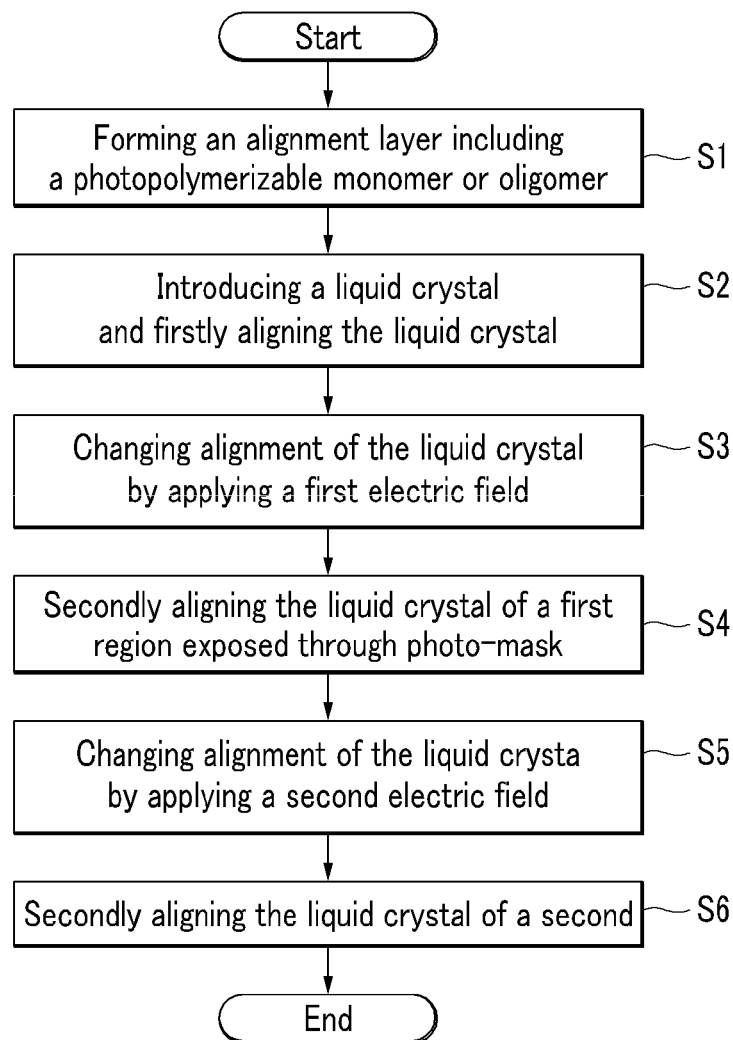 Start
Forming an alignment layer including
a photopolymerizable monomer or oligomer
S1
Introducing a liquid crystal
and firstly aligning the liquid crystal
S2
Changing alignment of the liquid crystal
by applying a first electric field
S3
Secondly aligning the liquid crystal of a first
region exposed through photo-mask
S4
Changing alignment of the liquid crysta
by applying a second electric field
S5
Secondly aligning the liquid crystal of a second
S6
End